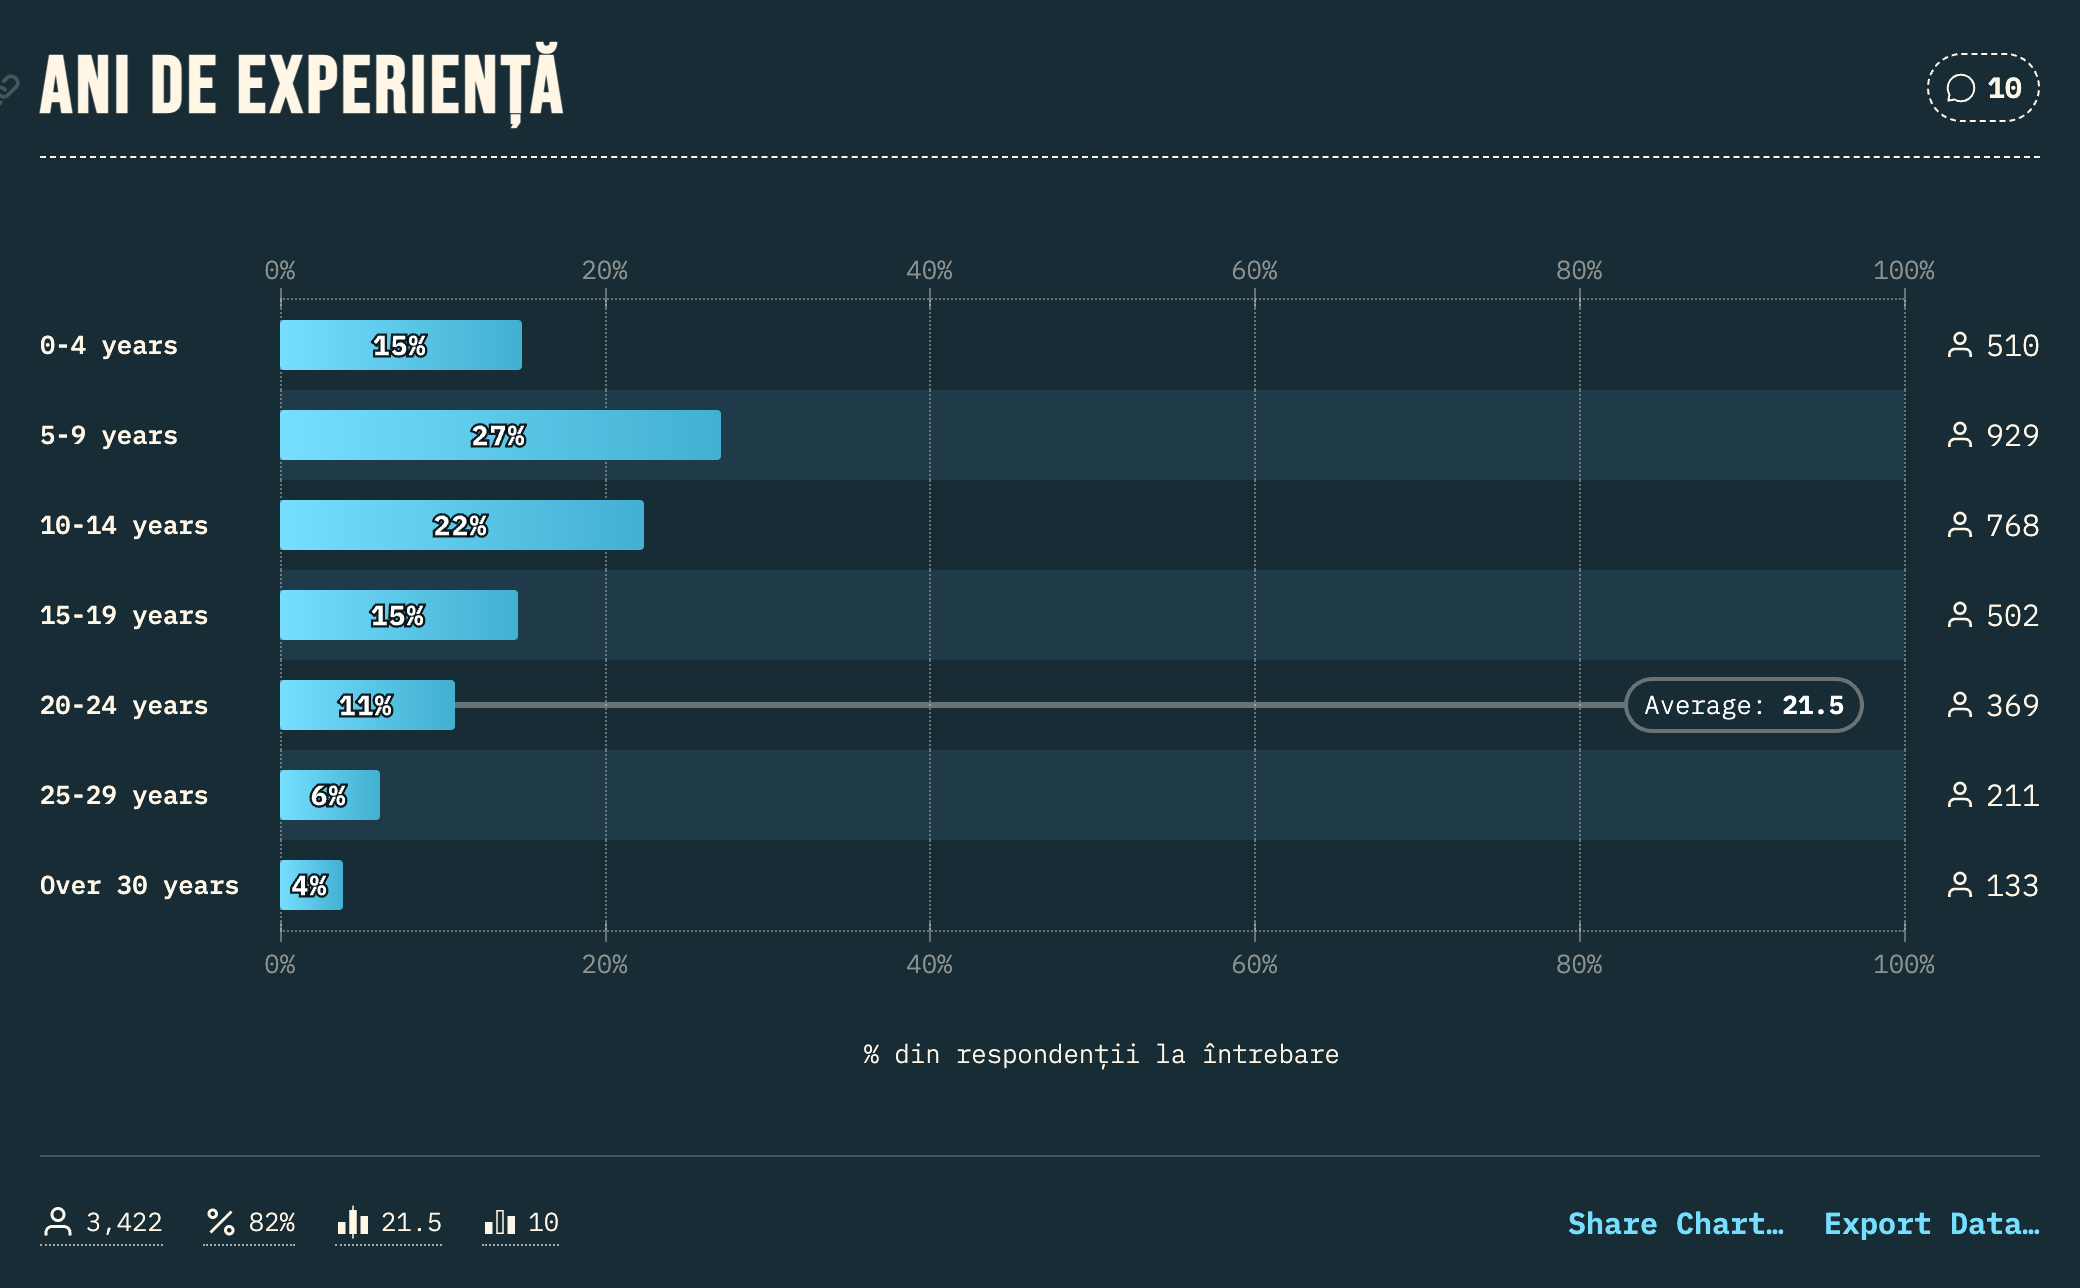 ANI DE EXPERIENȚĂ
10
0% 20% 40% 60% 80% 100%
0-4 years 15% 510
5-9 years 27% 929
10-14 years 22% 768
15-19 years 15% 502
20-24 years 11% Average: 21.5 369
25-29 years 6% 211
Over 30 years 4% 133
0% 20% 40% 60% 80% 100%
% din respondenții la întrebare
3,422 82% 21.5 10 Share Chart… Export Data…